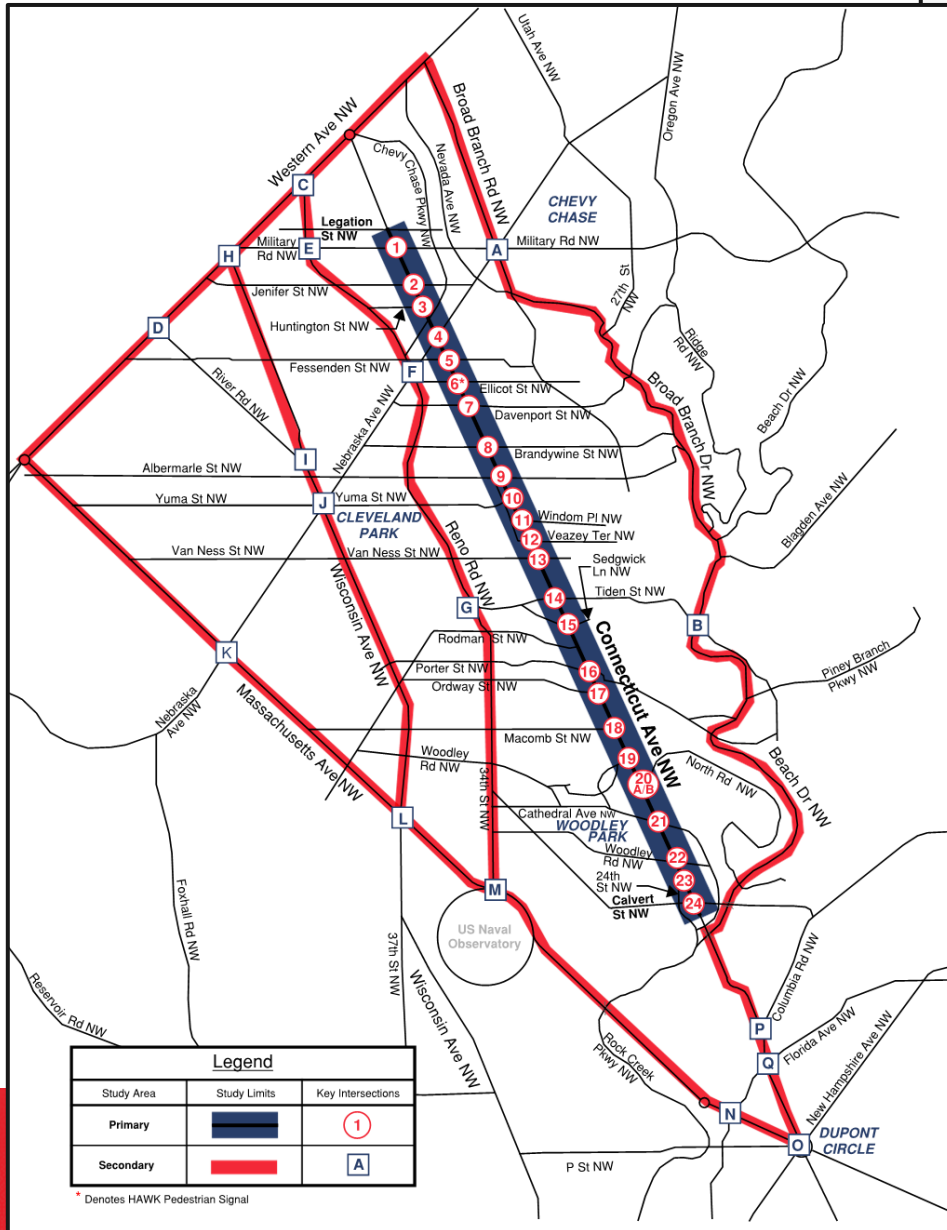 Utah Ave NW
Oregon Ave NW
Western Ave NW
Broad Branch Rd NW
Nevada Ave NW
Chevy
Chase Pkwy NW
C
CHEVY
CHASE
Legation
St NW
Military
Rd NW
E
1
A
Military Rd NW
H
27th St
NW
Jenifer St NW
2
3
Huntington St NW
D
4
Ridge
Rd NW
5
Fessenden St NW
F
6*
Ellicot St NW
River Rd NW
Nebraska Ave NW
7
Davenport St NW
Broad Branch Dr NW
Beach Dr NW
8
Brandywine St NW
I
Albermarle St NW
9
Yuma St NW
J
Yuma St NW
10
CLEVELAND
PARK
11
Windom Pl NW
Blagden Ave NW
12
Veazey Ter NW
Van Ness St NW
Van Ness St NW
13
Sedgwick
Ln NW
Reno Rd NW
Wisconsin Ave NW
14
Tiden St NW
G
15
B
Rodman St NW
Connecticut Ave NW
K
Porter St NW
16
Piney Branch
Pkwy NW
Ordway St NW
17
Nebraska
Ave NW
Massachusetts Ave NW
18
Macomb St NW
Woodley
Rd NW
19
North Rd NW
Beach Dr NW
34th St NW
20
A/B
L
Cathedral Ave NW
21
WOODLEY
PARK
Woodley
Rd NW
22
24th
St NW
23
M
Calvert
St NW
24
Foxhall Rd NW
US Naval
Observatory
37th St NW
Wisconsin Ave NW
Columbia Rd NW
Reservoir Rd NW
P
Florida Ave NW
Q
Rock Creek
Pkwy NW
New Hampshire Ave NW
N
O
DUPONT
CIRCLE
P St NW
Legend
Study Area
Study Limits
Key Intersections
Primary
1
Secondary
A
* Denotes HAWK Pedestrian Signal